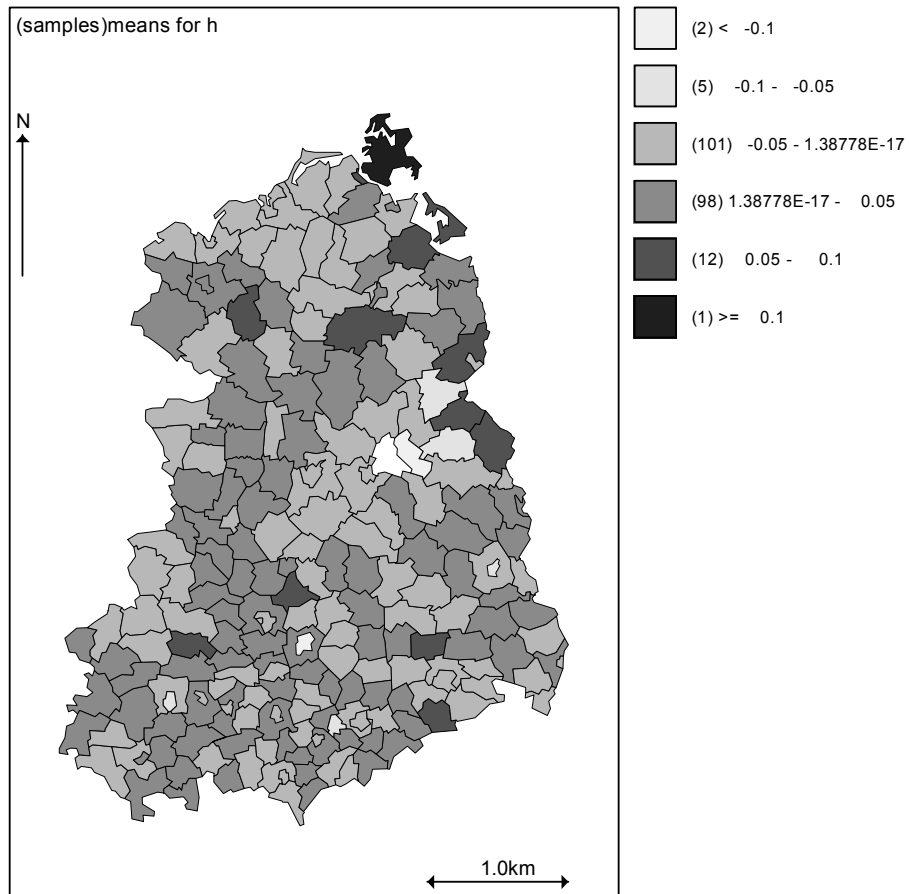 (samples)means for h
N
1.0km
(2) < -0.1
(5) -0.1 - -0.05
(101) -0.05 - 1.38778E-17
(98) 1.38778E-17 - 0.05
(12) 0.05 - 0.1
(1) >= 0.1